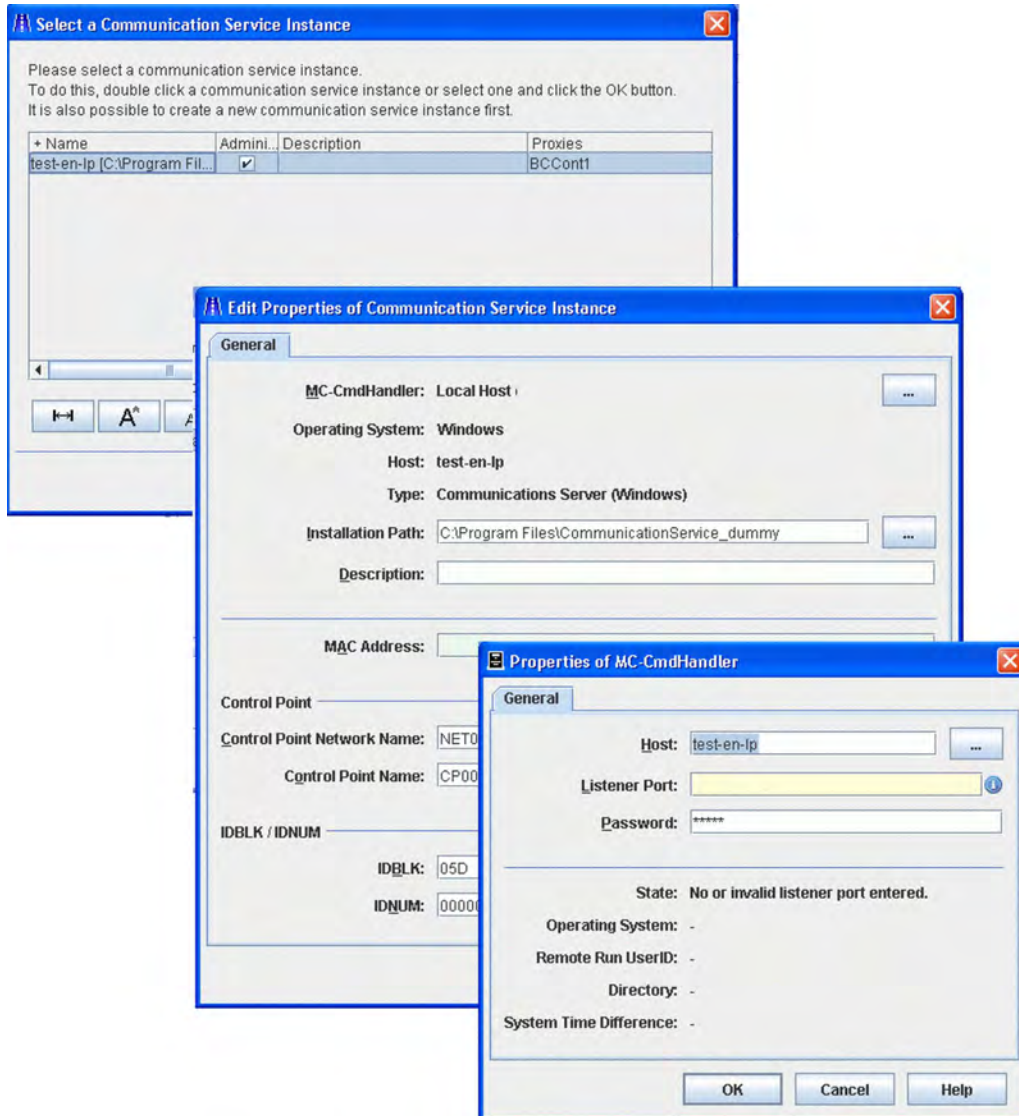 Select a Communication Service Instance
Please select a communication service instance.
To do this, double click a communication service instance or select one and click the OK button.
It is also possible to create a new communication service instance first.
+ Name Admini... Description Proxies
test-en-lp [C:\Program Fil... BCCont1
A
Edit Properties of Communication Service Instance
General
MC-CmdHandler: Local Host
...
Operating System: Windows
Host: test-en-lp
Type: Communications Server (Windows)
Installation Path: C:\Program Files\CommunicationService_dummy
...
Description:
MAC Address:
Control Point
Control Point Network Name: NET0
Control Point Name: CP00
IDBLK / IDNUM
IDBLK: 05D
IDNUM: 00000
Properties of MC-CmdHandler
General
Host: test-en-lp
...
Listener Port:
Password: *****
State: No or invalid listener port entered.
Operating System: -
Remote Run UserID: -
Directory: -
System Time Difference: -
OK Cancel Help